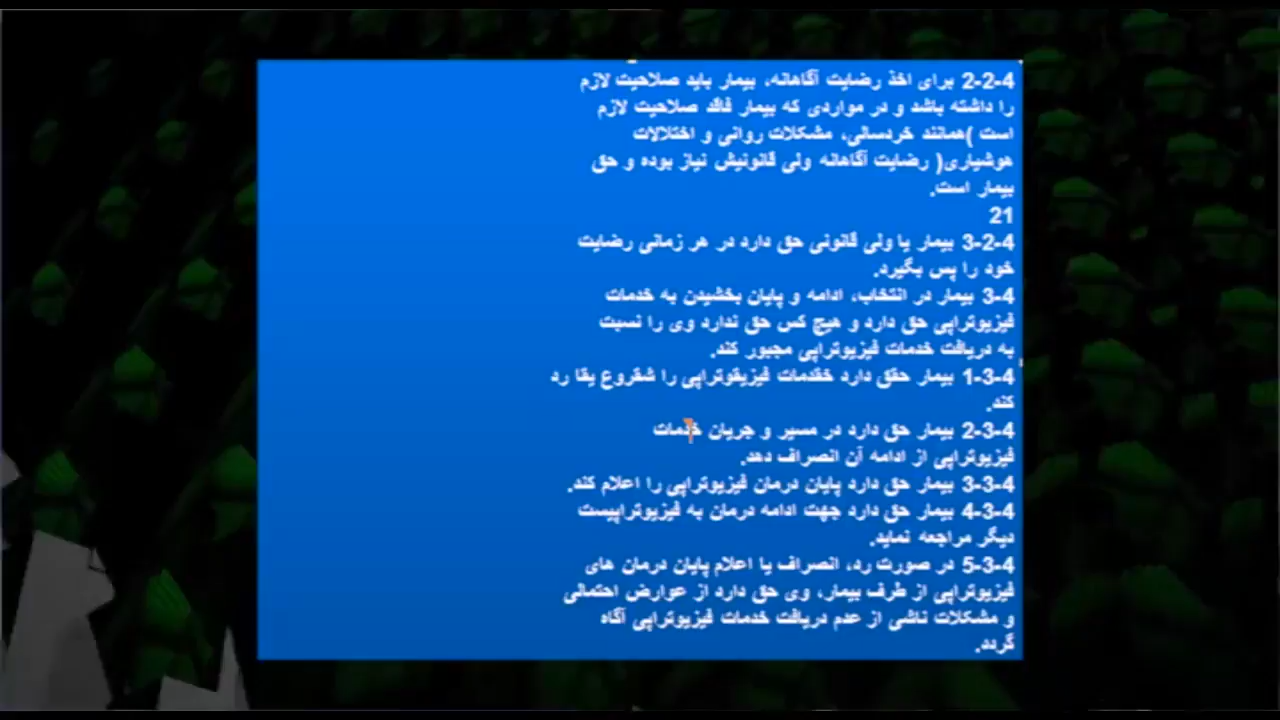 2-2-4 برای اخذ رضایت آگاهانه، بیمار باید صلاحیت لازم
را داشته باشد و در مواردی که بیمار فاقد صلاحیت لازم
است )همانند خردسالی، مشکلات روانی و اختلالات
هوشیاری( رضایت آگاهانه ولی قانونیش نیاز بوده و حق
بیمار است.
21
3-2-4 بیمار یا ولی قانونی حق دارد در هر زمانی رضایت
خود را پس بگیرد.
3-4 بیمار در انتخاب، ادامه و پایان بخشیدن به خدمات
فیزیوتراپی حق دارد و هیچ کس حق ندارد وی را نسبت
به دریافت خدمات فیزیوتراپی مجبور کند.
1-3-4 بیمار حقق دارد خقدمات فیزیقوتراپی را شقروع یقا رد
کند.
2-3-4 بیمار حق دارد در مسیر و جریان خدمات
فیزیوتراپی از ادامه آن انصراف دهد.
3-3-4 بیمار حق دارد پایان درمان فیزیوتراپی را اعلام کند.
4-3-4 بیمار حق دارد جهت ادامه درمان به فیزیوتراپیست
دیگر مراجعه نماید.
5-3-4 در صورت رد، انصراف یا اعلام پایان درمان های
فیزیوتراپی از طرف بیمار، وی حق دارد از عوارض احتمالی
و مشکلات ناشی از عدم دریافت خدمات فیزیوتراپی آگاه
گردد.